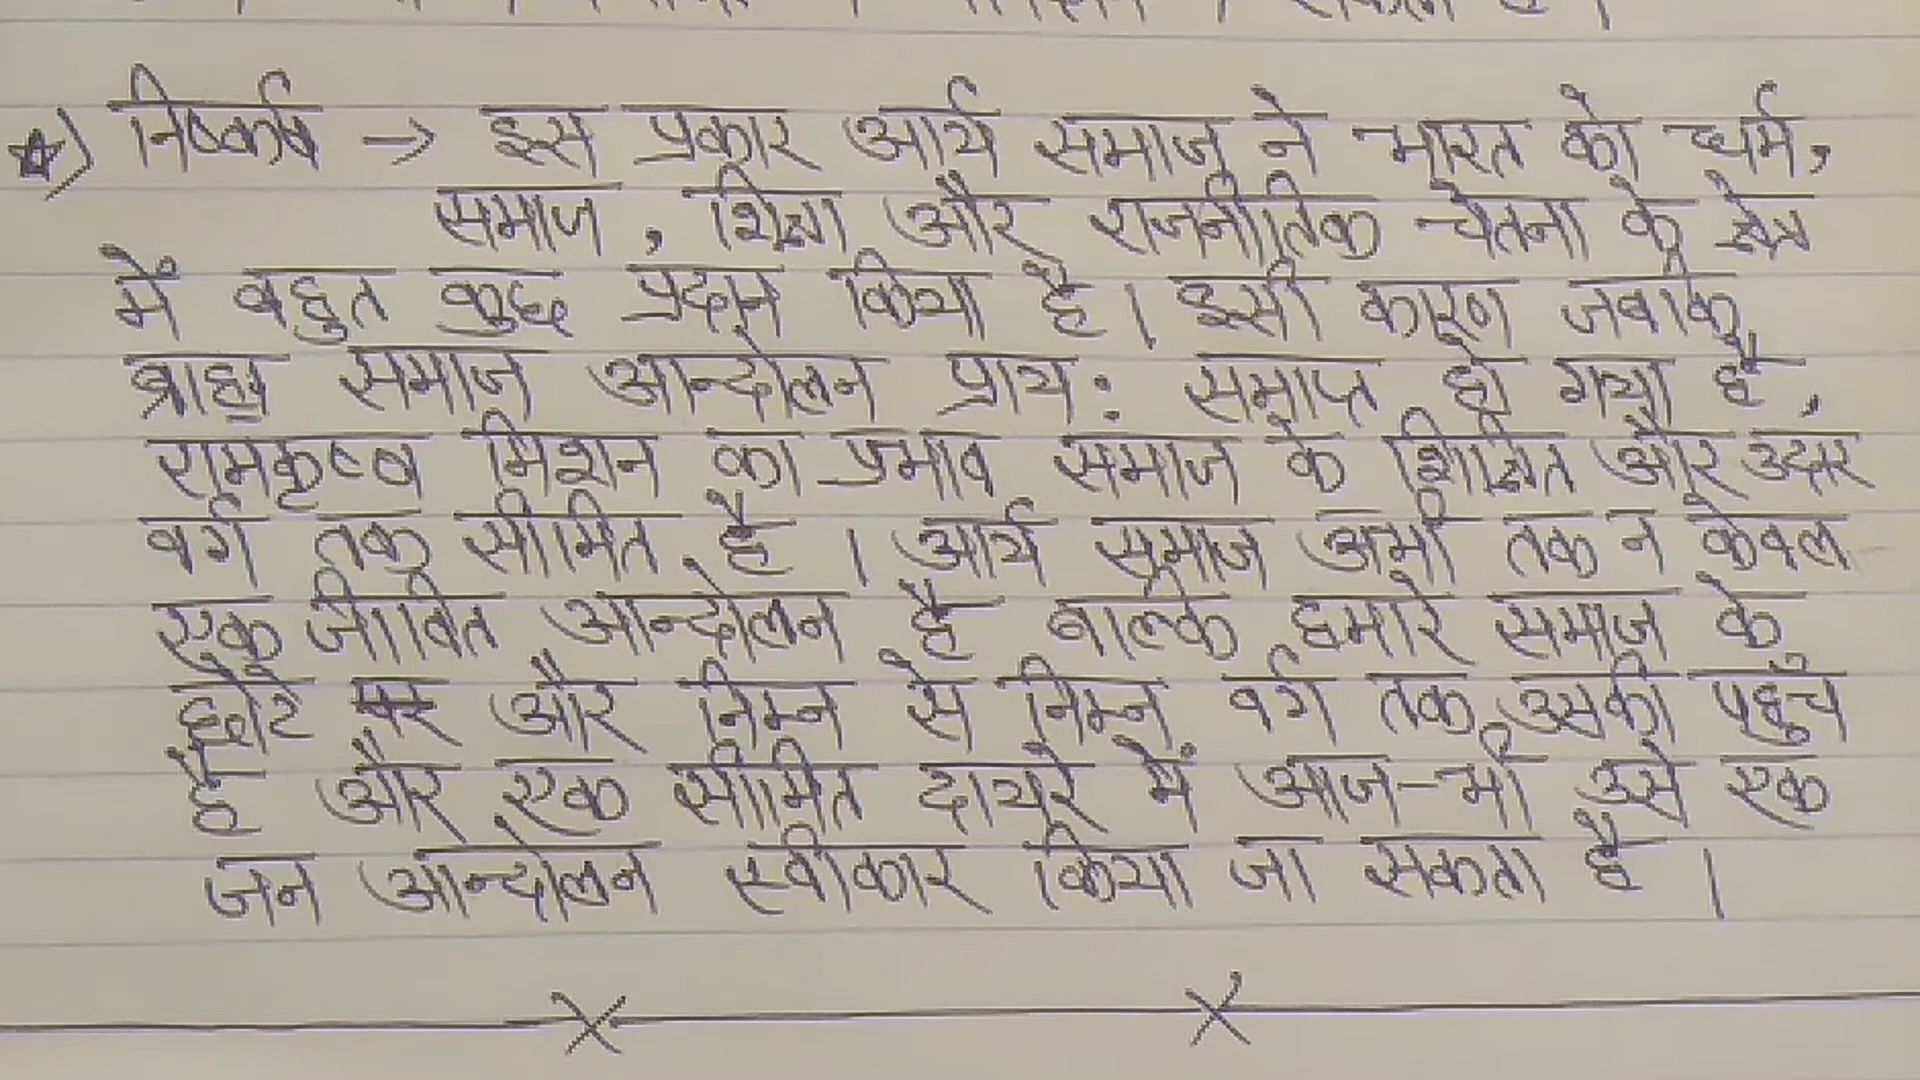 ★) निष्कर्ष → इस प्रकार आर्य समाज ने भारत को धर्म,
समाज, शिक्षा और राजनीतिक चेतना के क्षेत्र
में बहुत कुछ प्रदान किया है। इसी कारण जबकि
ब्राह्म समाज आन्दोलन प्रायः समाप्त हो गया है,
रामकृष्ण मिशन का प्रभाव समाज के शिक्षित और उदार
वर्ग तक सीमित है। आर्य समाज अभी तक न केवल
एक जीवित आन्दोलन है बल्कि हमारे समाज के
छोटे और निम्न से निम्न वर्ग तक उसकी पहुंच
है और एक सीमित दायरे में आज-भी उसे एक
जन आन्दोलन स्वीकार किया जा सकता है।